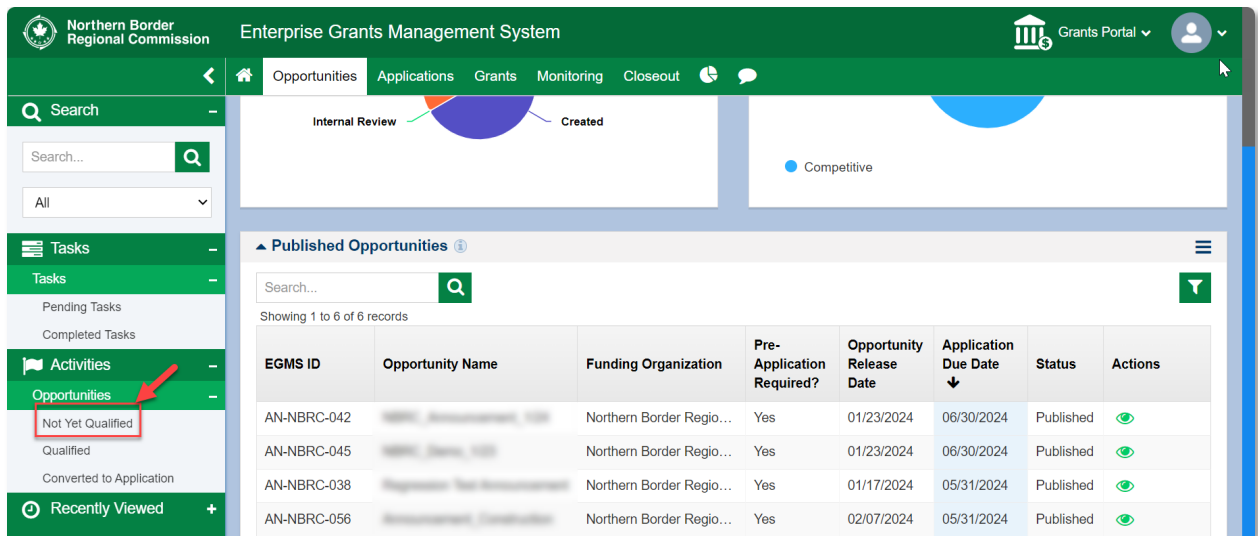 Northern Border
Regional Commission
Enterprise Grants Management System
Grants Portal
Opportunities Applications Grants Monitoring Closeout
Search
Search...
All
Tasks
Tasks
Pending Tasks
Completed Tasks
Activities
Opportunities
Not Yet Qualified
Qualified
Converted to Application
Recently Viewed
Internal Review
Created
Competitive
Published Opportunities
Search...
Showing 1 to 6 of 6 records
EGMS ID Opportunity Name Funding Organization Pre-Application Required? Opportunity Release Date Application Due Date Status Actions
AN-NBRC-042 Northern Border Regio... Yes 01/23/2024 06/30/2024 Published
AN-NBRC-045 Northern Border Regio... Yes 01/23/2024 06/30/2024 Published
AN-NBRC-038 Northern Border Regio... Yes 01/17/2024 05/31/2024 Published
AN-NBRC-056 Northern Border Regio... Yes 02/07/2024 05/31/2024 Published